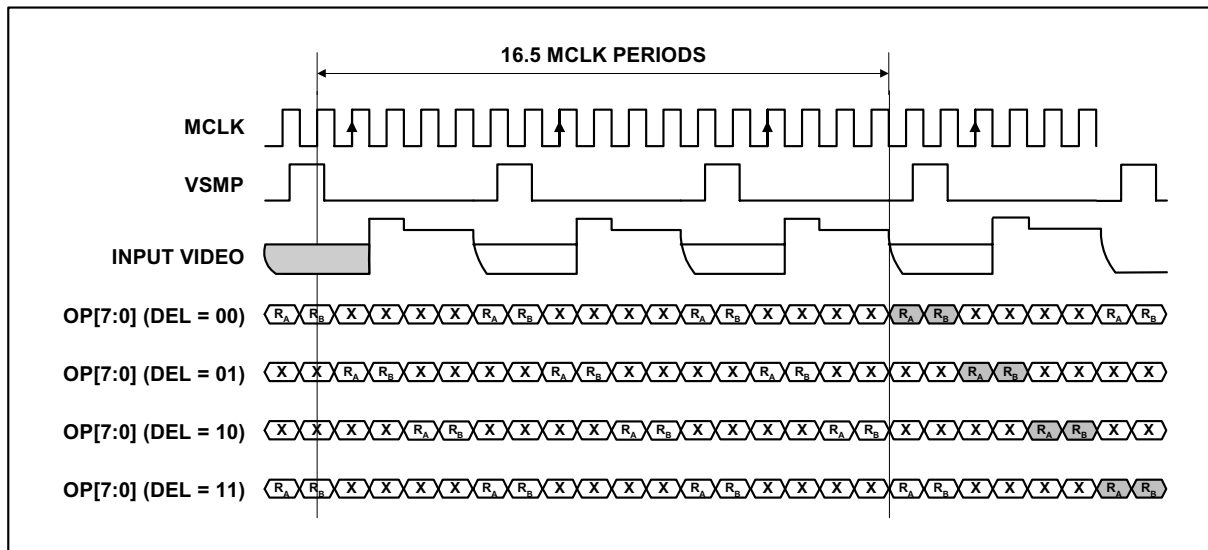 16.5 MCLK PERIODS
MCLK
VSMP
INPUT VIDEO
OP[7:0] (DEL = 00) RA RB X X X X RA RB X X X X RA RB X X X X RA RB X X X X RA RB
OP[7:0] (DEL = 01) X X RA RB X X X X RA RB X X X X RA RB X X X X RA RB X X X X
OP[7:0] (DEL = 10) X X X X RA RB X X X X RA RB X X X X RA RB X X X X RA RB X X
OP[7:0] (DEL = 11) RA RB X X X X RA RB X X X X RA RB X X X X RA RB X X X X RA RB